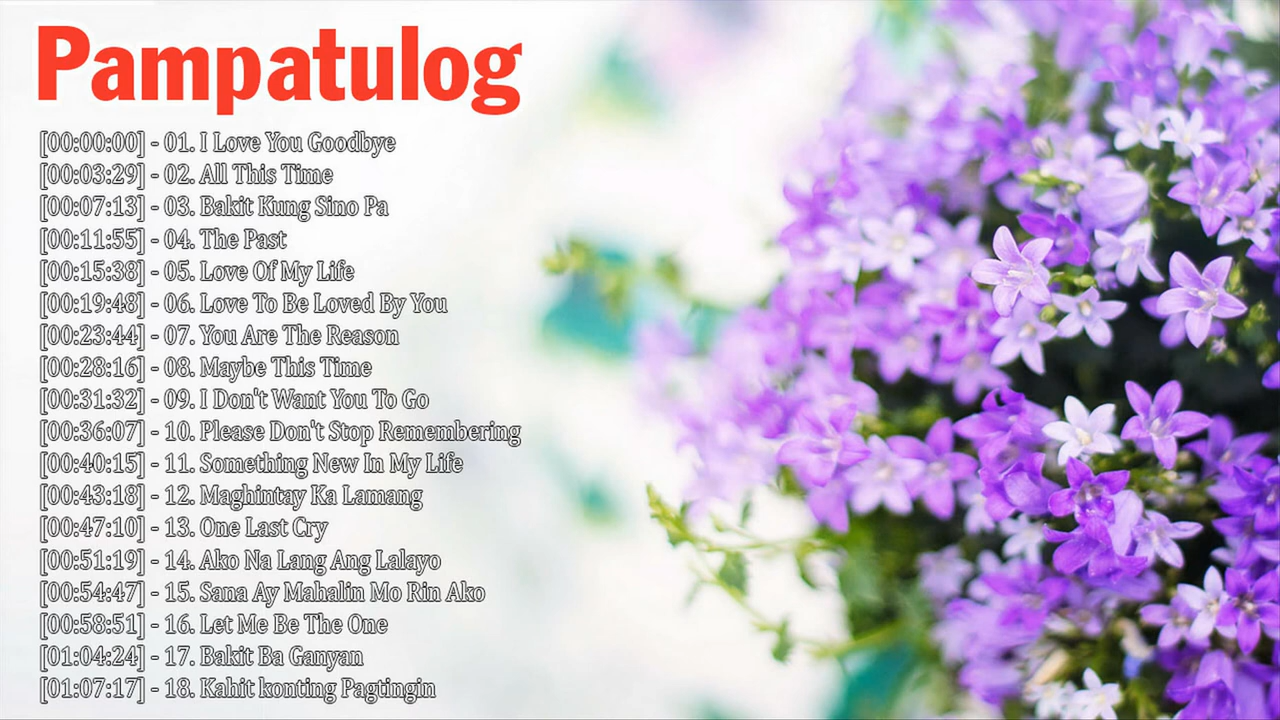 Pampatulog
[00:00:00] - 01. I Love You Goodbye
[00:03:29] - 02. All This Time
[00:07:13] - 03. Bakit Kung Sino Pa
[00:11:55] - 04. The Past
[00:15:38] - 05. Love Of My Life
[00:19:48] - 06. Love To Be Loved By You
[00:23:44] - 07. You Are The Reason
[00:28:16] - 08. Maybe This Time
[00:31:32] - 09. I Don't Want You To Go
[00:36:07] - 10. Please Don't Stop Remembering
[00:40:15] - 11. Something New In My Life
[00:43:18] - 12. Maghintay Ka Lamang
[00:47:10] - 13. One Last Cry
[00:51:19] - 14. Ako Na Lang Ang Lalayo
[00:54:47] - 15. Sana Ay Mahalin Mo Rin Ako
[00:58:51] - 16. Let Me Be The One
[01:04:24] - 17. Bakit Ba Ganyan
[01:07:17] - 18. Kahit konting Pagtingin